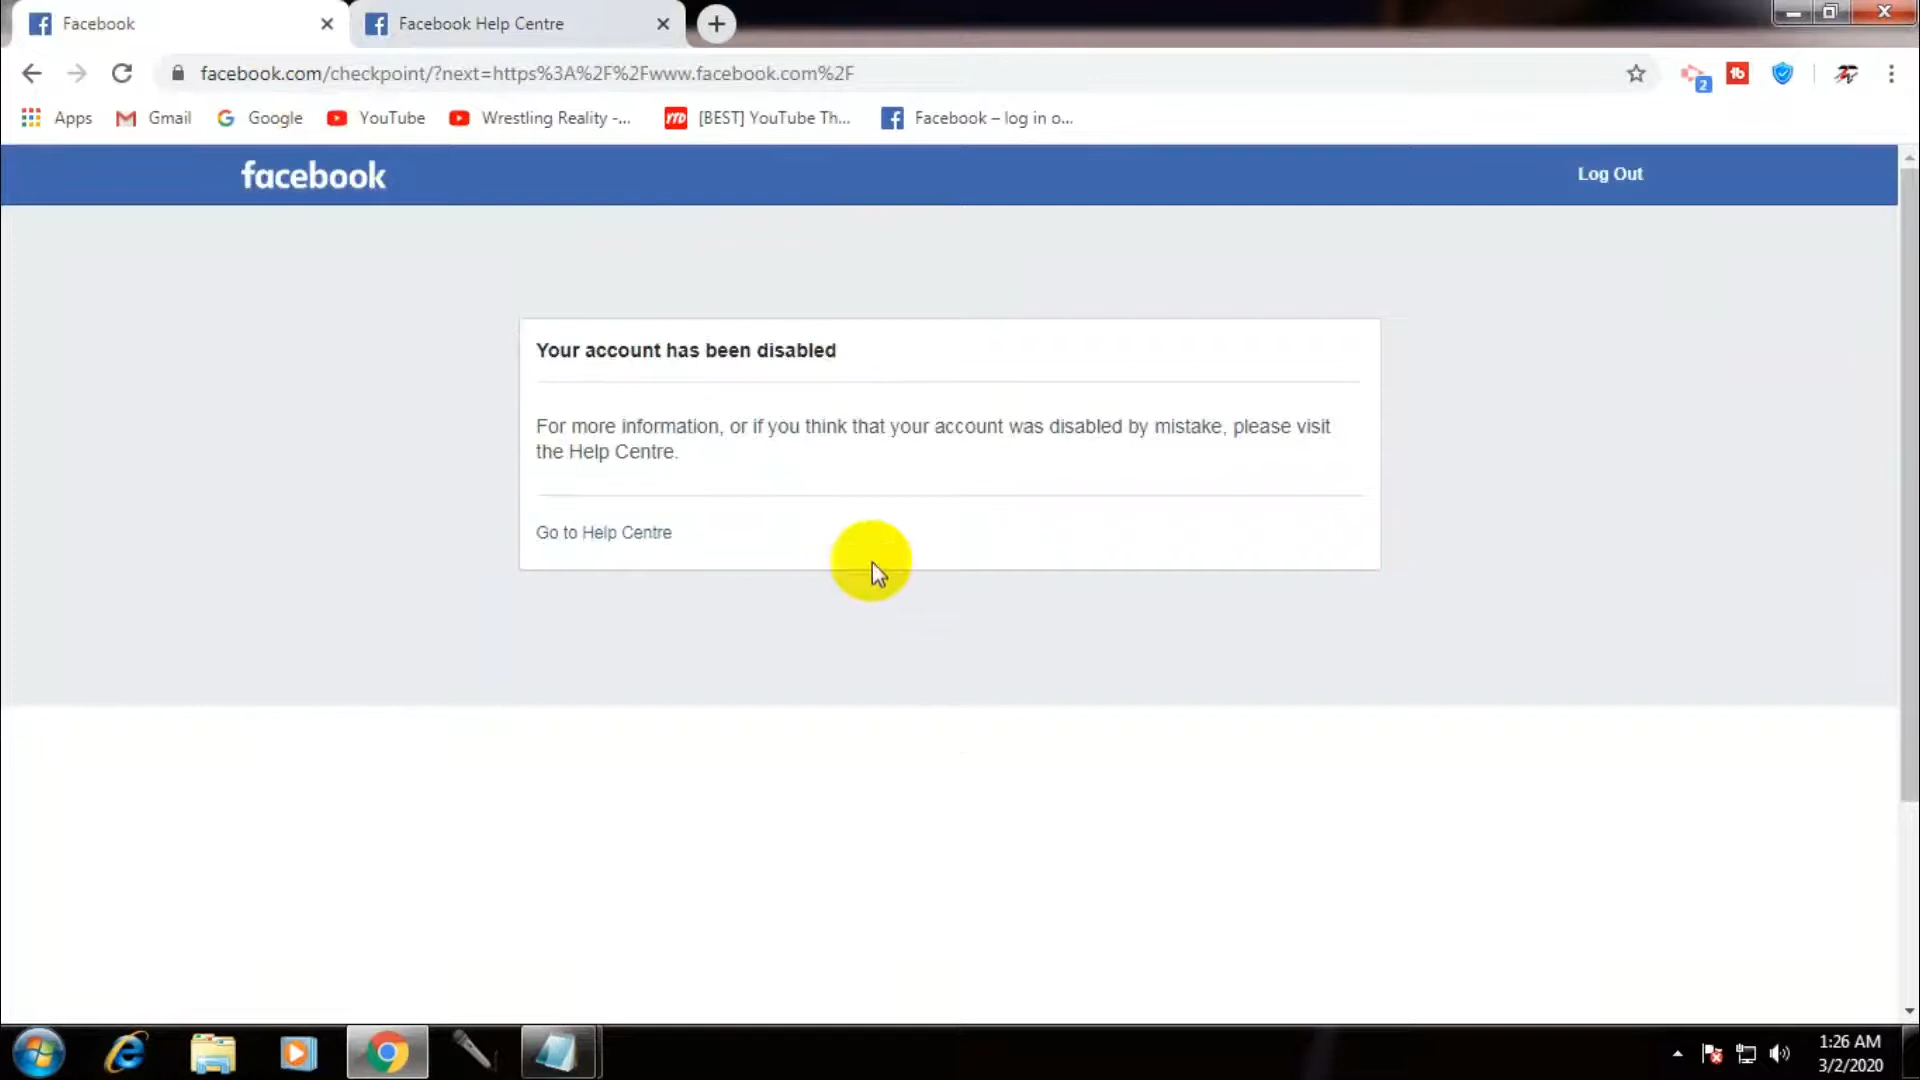 Facebook
Facebook Help Centre
facebook.com/checkpoint/?next=https%3A%2F%2Fwww.facebook.com%2F
2
tb
Apps
Gmail
Google
YouTube
Wrestling Reality -...
YTD
[BEST] YouTube Th...
Facebook – log in o...
facebook
Log Out
Your account has been disabled
For more information, or if you think that your account was disabled by mistake, please visit
the Help Centre.
Go to Help Centre
1:26 AM
3/2/2020